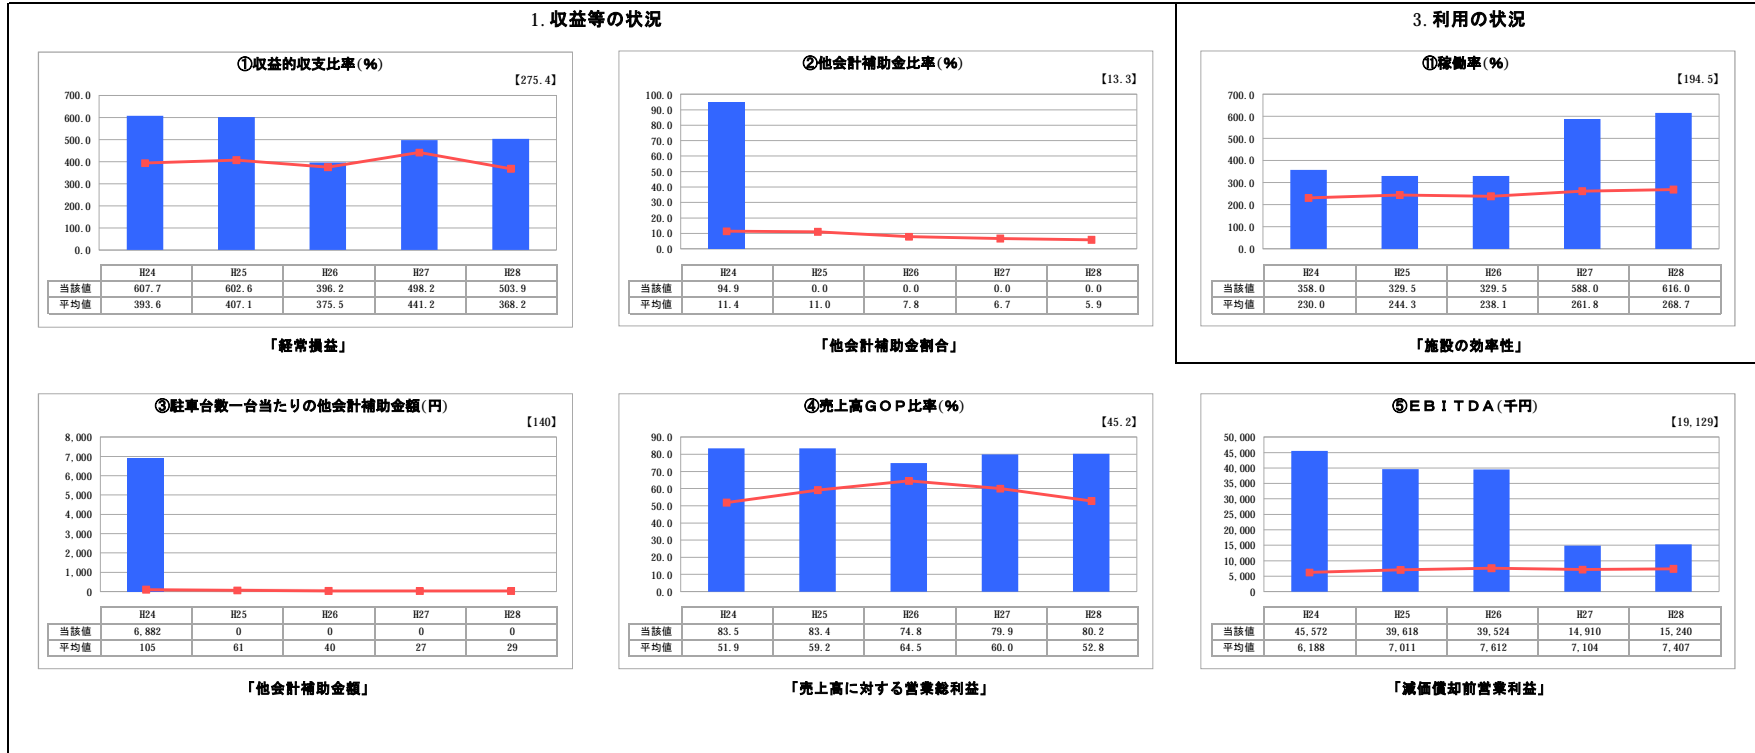 1. 収益等の状況
3. 利用の状況
①収益的収支比率(%)
【275.4】
700.0
600.0
500.0
400.0
300.0
200.0
100.0
0.0
H24 H25 H26 H27 H28
当該値 607.7 602.6 396.2 498.2 503.9
平均値 393.6 407.1 375.5 441.2 368.2
「経常損益」
②他会計補助金比率(%)
【13.3】
100.0
90.0
80.0
70.0
60.0
50.0
40.0
30.0
20.0
10.0
0.0
H24 H25 H26 H27 H28
当該値 94.9 0.0 0.0 0.0 0.0
平均値 11.4 11.0 7.8 6.7 5.9
「他会計補助金割合」
⑪稼働率(%)
【194.5】
700.0
600.0
500.0
400.0
300.0
200.0
100.0
0.0
H24 H25 H26 H27 H28
当該値 358.0 329.5 329.5 588.0 616.0
平均値 230.0 244.3 238.1 261.8 268.7
「施設の効率性」
③駐車台数一台当たりの他会計補助金額(円)
【140】
8,000
7,000
6,000
5,000
4,000
3,000
2,000
1,000
0
H24 H25 H26 H27 H28
当該値 6,882 0 0 0 0
平均値 105 61 40 27 29
「他会計補助金額」
④売上高GOP比率(%)
【45.2】
90.0
80.0
70.0
60.0
50.0
40.0
30.0
20.0
10.0
0.0
H24 H25 H26 H27 H28
当該値 83.5 83.4 74.8 79.9 80.2
平均値 51.9 59.2 64.5 60.0 52.8
「売上高に対する営業総利益」
⑤EBITDA(千円)
【19,129】
50,000
45,000
40,000
35,000
30,000
25,000
20,000
15,000
10,000
5,000
0
H24 H25 H26 H27 H28
当該値 45,572 39,618 39,524 14,910 15,240
平均値 6,188 7,011 7,612 7,104 7,407
「減価償却前営業利益」